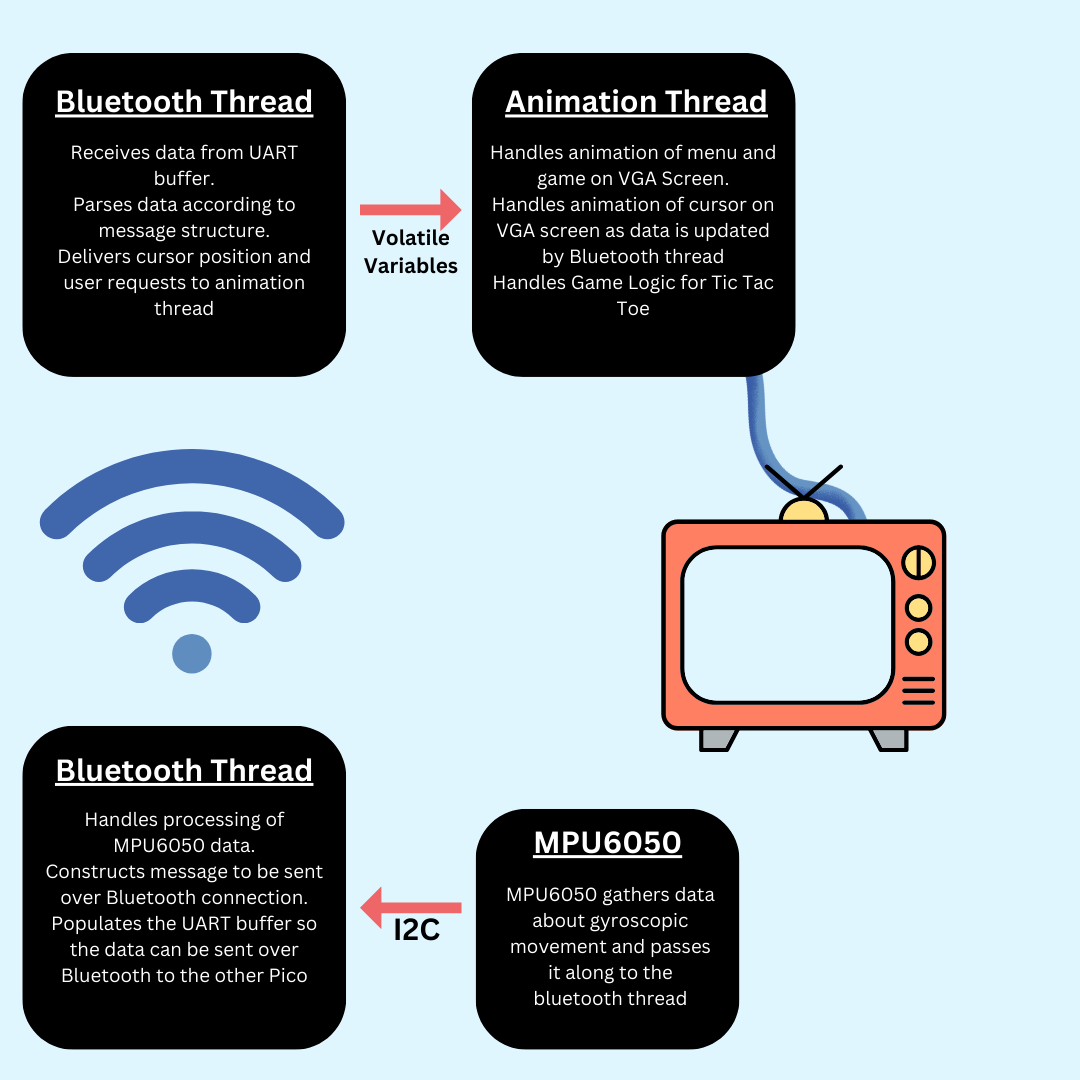 Bluetooth Thread
Receives data from UART
buffer.
Parses data according to
message structure.
Delivers cursor position and
user requests to animation
thread
Volatile
Variables
Animation Thread
Handles animation of menu and
game on VGA Screen.
Handles animation of cursor on
VGA screen as data is updated
by Bluetooth thread
Handles Game Logic for Tic Tac
Toe
Bluetooth Thread
Handles processing of
MPU6050 data.
Constructs message to be sent
over Bluetooth connection.
Populates the UART buffer so
the data can be sent over
Bluetooth to the other Pico
I2C
MPU6050
MPU6050 gathers data
about gyroscopic
movement and passes
it along to the
bluetooth thread